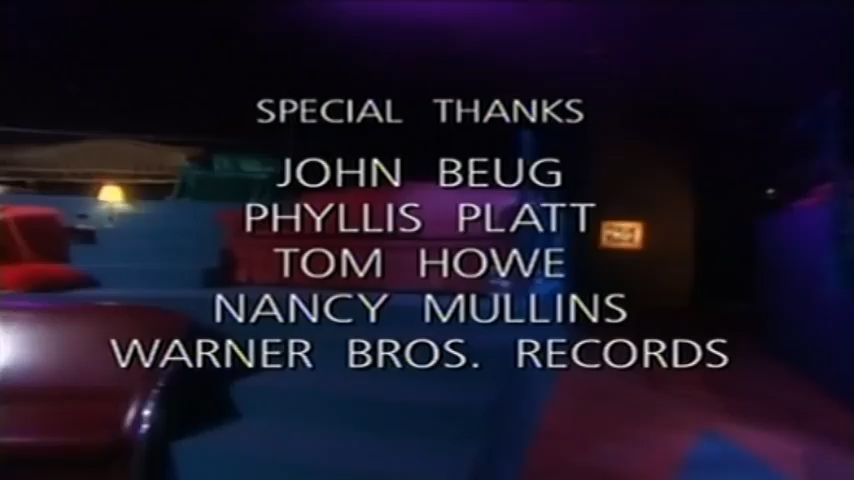 SPECIAL THANKS
JOHN BEUG
PHYLLIS PLATT
TOM HOWE
NANCY MULLINS
WARNER BROS. RECORDS